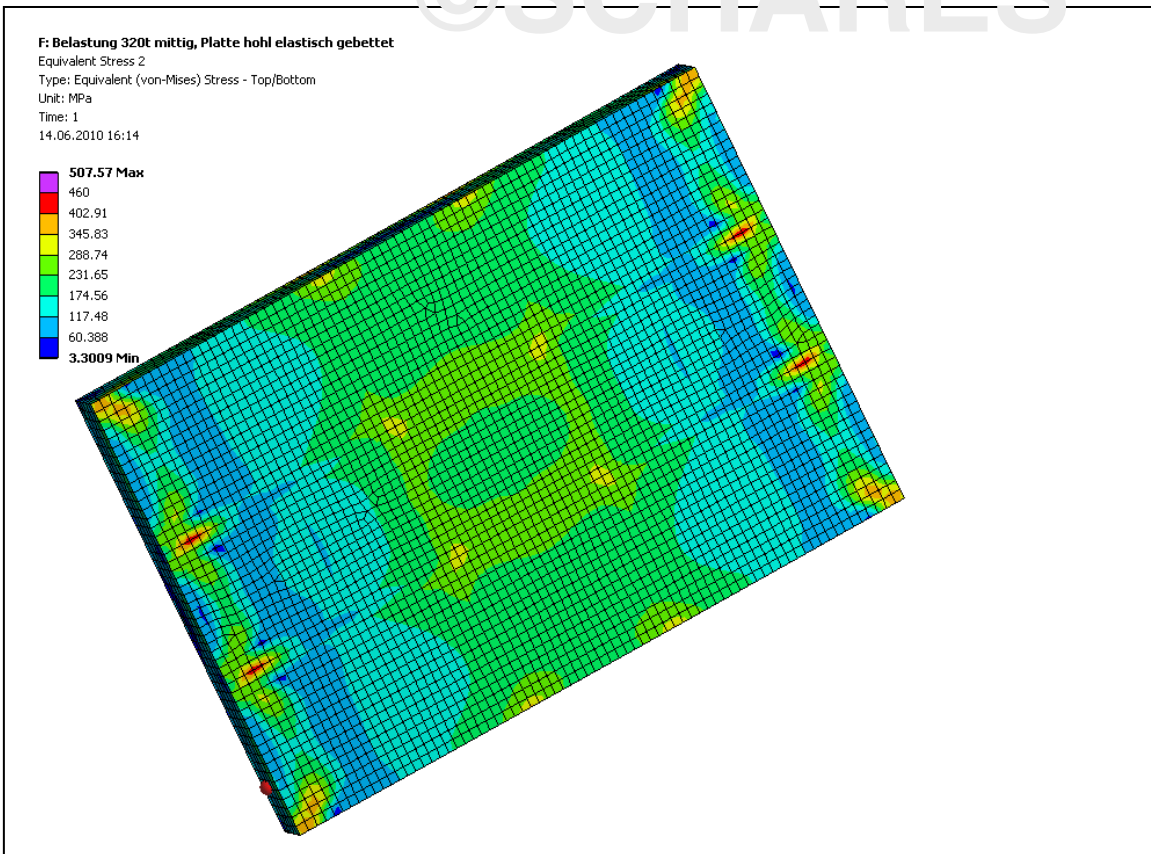 ©SCHARES
F: Belastung 320t mittig, Platte hohl elastisch gebettet
Equivalent Stress 2
Type: Equivalent (von-Mises) Stress - Top/Bottom
Unit: MPa
Time: 1
14.06.2010 16:14
507.57 Max
460
402.91
345.83
288.74
231.65
174.56
117.48
60.388
3.3009 Min